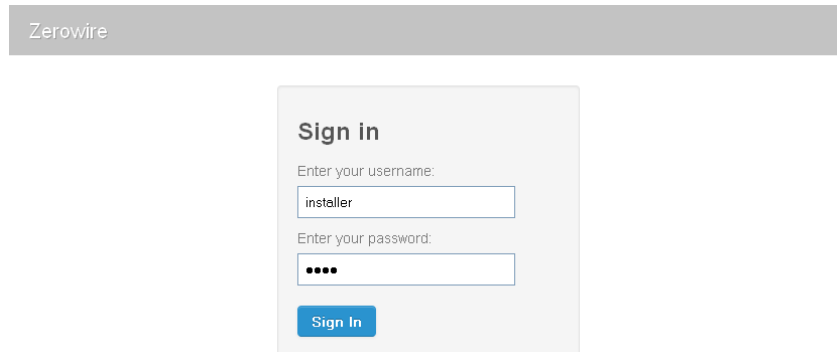 Zerowire
Sign in
Enter your username:
installer
Enter your password:
••••
Sign In